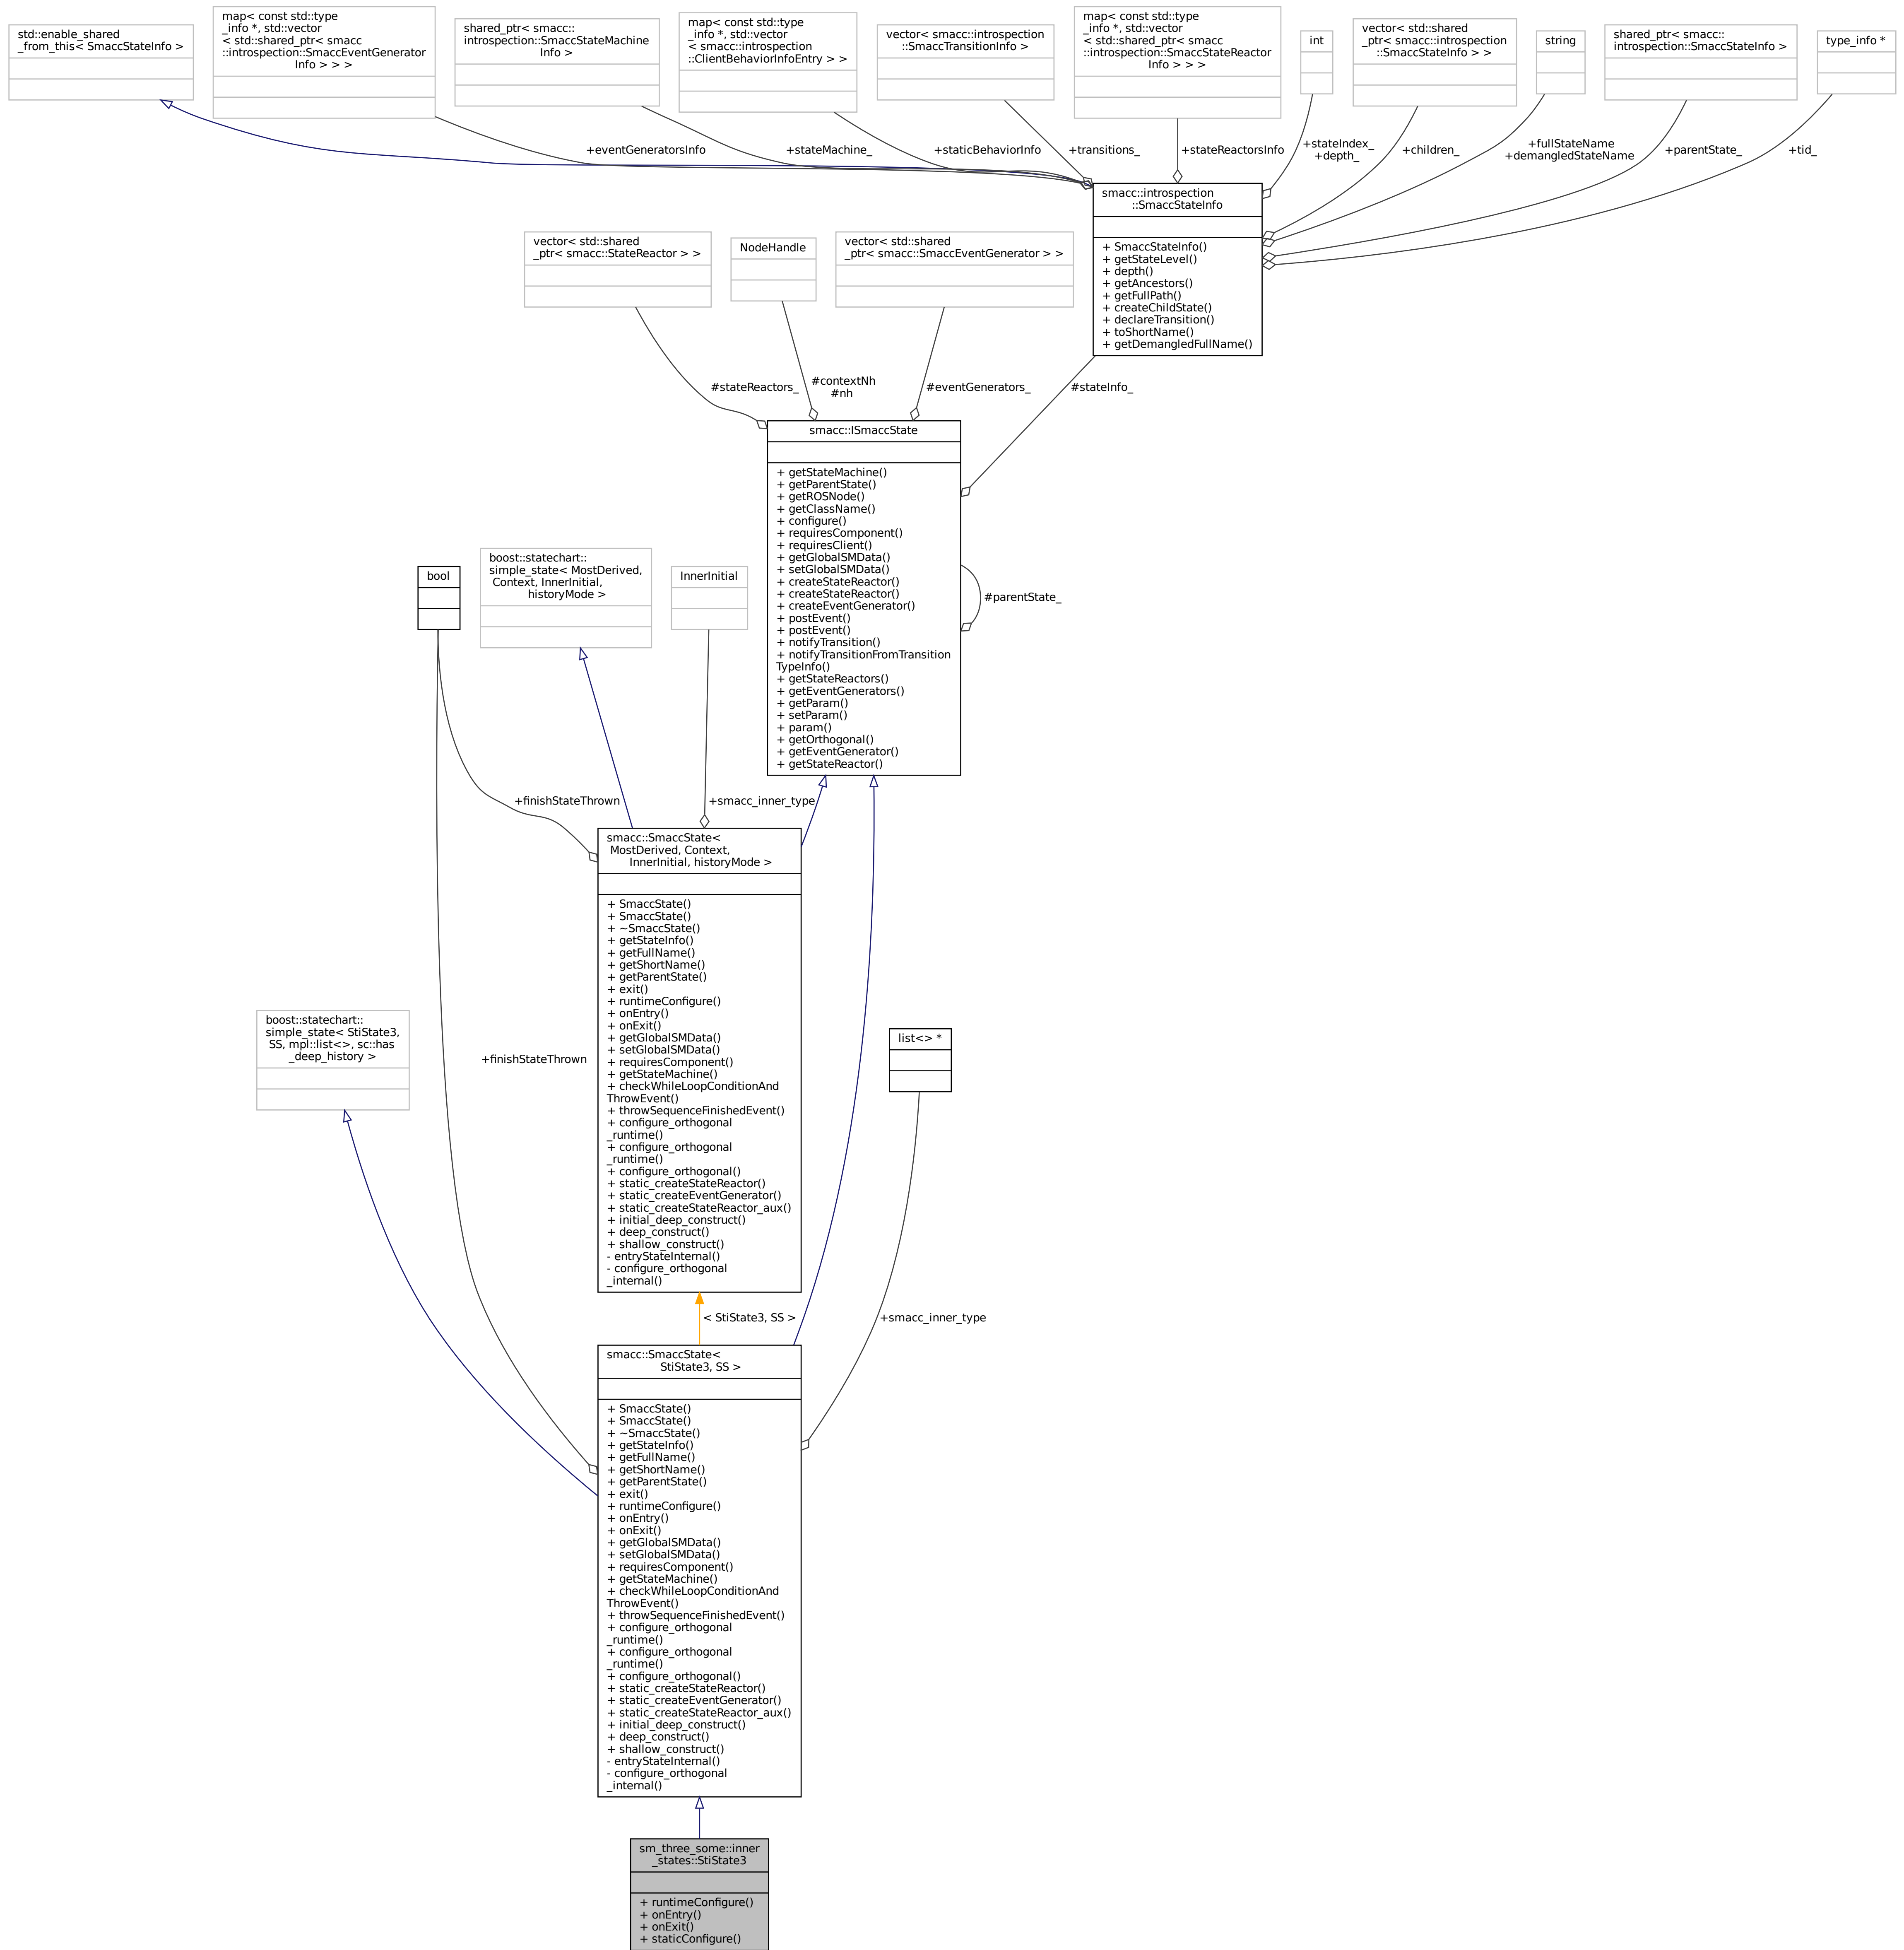 std::enable_shared
_from_this< SmaccStateInfo >
map< const std::type
_info *, std::vector
< std::shared_ptr< smacc
::introspection::SmaccEventGenerator
Info > > >
shared_ptr< smacc::
introspection::SmaccStateMachine
Info >
map< const std::type
_info *, std::vector
< smacc::introspection
::ClientBehaviorInfoEntry > >
vector< smacc::introspection
::SmaccTransitionInfo >
map< const std::type
_info *, std::vector
< std::shared_ptr< smacc
::introspection::SmaccStateReactor
Info > > >
int
vector< std::shared
_ptr< smacc::introspection
::SmaccStateInfo > >
string
shared_ptr< smacc::
introspection::SmaccStateInfo >
type_info *
+eventGeneratorsInfo
+stateMachine_
+staticBehaviorInfo
+transitions_
+stateReactorsInfo
+stateIndex_
+depth_
+children_
+fullStateName
+demangledStateName
+parentState_
+tid_
smacc::introspection
::SmaccStateInfo
+ SmaccStateInfo()
+ getStateLevel()
+ depth()
+ getAncestors()
+ getFullPath()
+ createChildState()
+ declareTransition()
+ toShortName()
+ getDemangledFullName()
vector< std::shared
_ptr< smacc::StateReactor > >
NodeHandle
vector< std::shared
_ptr< smacc::SmaccEventGenerator > >
#stateReactors_
#contextNh
#nh
#eventGenerators_
#stateInfo_
smacc::ISmaccState
+ getStateMachine()
+ getParentState()
+ getROSNode()
+ getClassName()
+ configure()
+ requiresComponent()
+ requiresClient()
+ getGlobalSMData()
+ setGlobalSMData()
+ createStateReactor()
+ createStateReactor()
+ createEventGenerator()
+ postEvent()
+ postEvent()
+ notifyTransition()
+ notifyTransitionFromTransition
TypeInfo()
+ getStateReactors()
+ getEventGenerators()
+ getParam()
+ setParam()
+ param()
+ getOrthogonal()
+ getEventGenerator()
+ getStateReactor()
#parentState_
bool
boost::statechart::
simple_state< MostDerived,
Context, InnerInitial,
historyMode >
InnerInitial
+finishStateThrown
+smacc_inner_type
smacc::SmaccState<
MostDerived, Context,
InnerInitial, historyMode >
+ SmaccState()
+ SmaccState()
+ ~SmaccState()
+ getStateInfo()
+ getFullName()
+ getShortName()
+ getParentState()
+ exit()
+ runtimeConfigure()
+ onEntry()
+ onExit()
+ getGlobalSMData()
+ setGlobalSMData()
+ requiresComponent()
+ getStateMachine()
+ checkWhileLoopConditionAnd
ThrowEvent()
+ throwSequenceFinishedEvent()
+ configure_orthogonal
_runtime()
+ configure_orthogonal
_runtime()
+ configure_orthogonal()
+ static_createStateReactor()
+ static_createEventGenerator()
+ static_createStateReactor_aux()
+ initial_deep_construct()
+ deep_construct()
+ shallow_construct()
- entryStateInternal()
- configure_orthogonal
_internal()
boost::statechart::
simple_state< StiState3,
SS, mpl::list<>, sc::has
_deep_history >
+finishStateThrown
list<> *
< StiState3, SS >
+smacc_inner_type
smacc::SmaccState<
StiState3, SS >
+ SmaccState()
+ SmaccState()
+ ~SmaccState()
+ getStateInfo()
+ getFullName()
+ getShortName()
+ getParentState()
+ exit()
+ runtimeConfigure()
+ onEntry()
+ onExit()
+ getGlobalSMData()
+ setGlobalSMData()
+ requiresComponent()
+ getStateMachine()
+ checkWhileLoopConditionAnd
ThrowEvent()
+ throwSequenceFinishedEvent()
+ configure_orthogonal
_runtime()
+ configure_orthogonal
_runtime()
+ configure_orthogonal()
+ static_createStateReactor()
+ static_createEventGenerator()
+ static_createStateReactor_aux()
+ initial_deep_construct()
+ deep_construct()
+ shallow_construct()
- entryStateInternal()
- configure_orthogonal
_internal()
sm_three_some::inner
_states::StiState3
+ runtimeConfigure()
+ onEntry()
+ onExit()
+ staticConfigure()